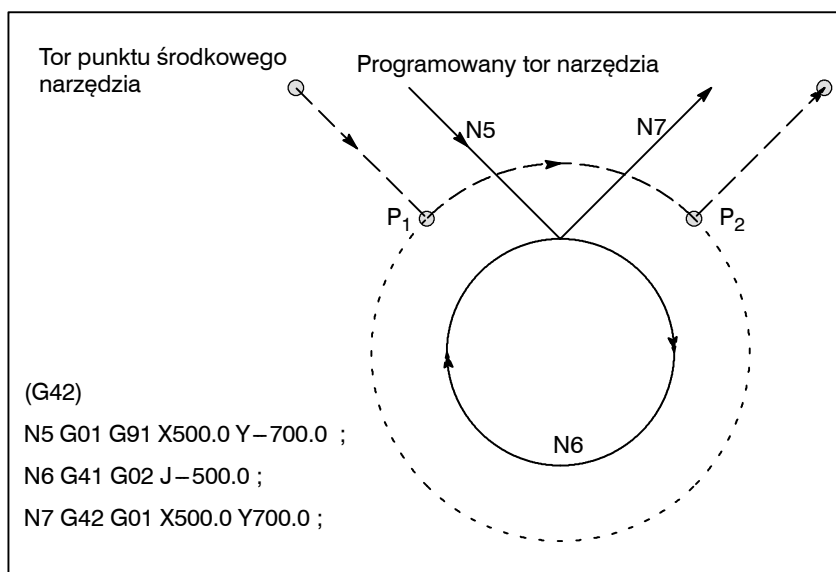 Tor punktu środkowego
narzędzia
Programowany tor narzędzia
N5
N7
P1
P2
N6
(G42)
N5 G01 G91 X500.0 Y−700.0 ;
N6 G41 G02 J−500.0 ;
N7 G42 G01 X500.0 Y700.0 ;